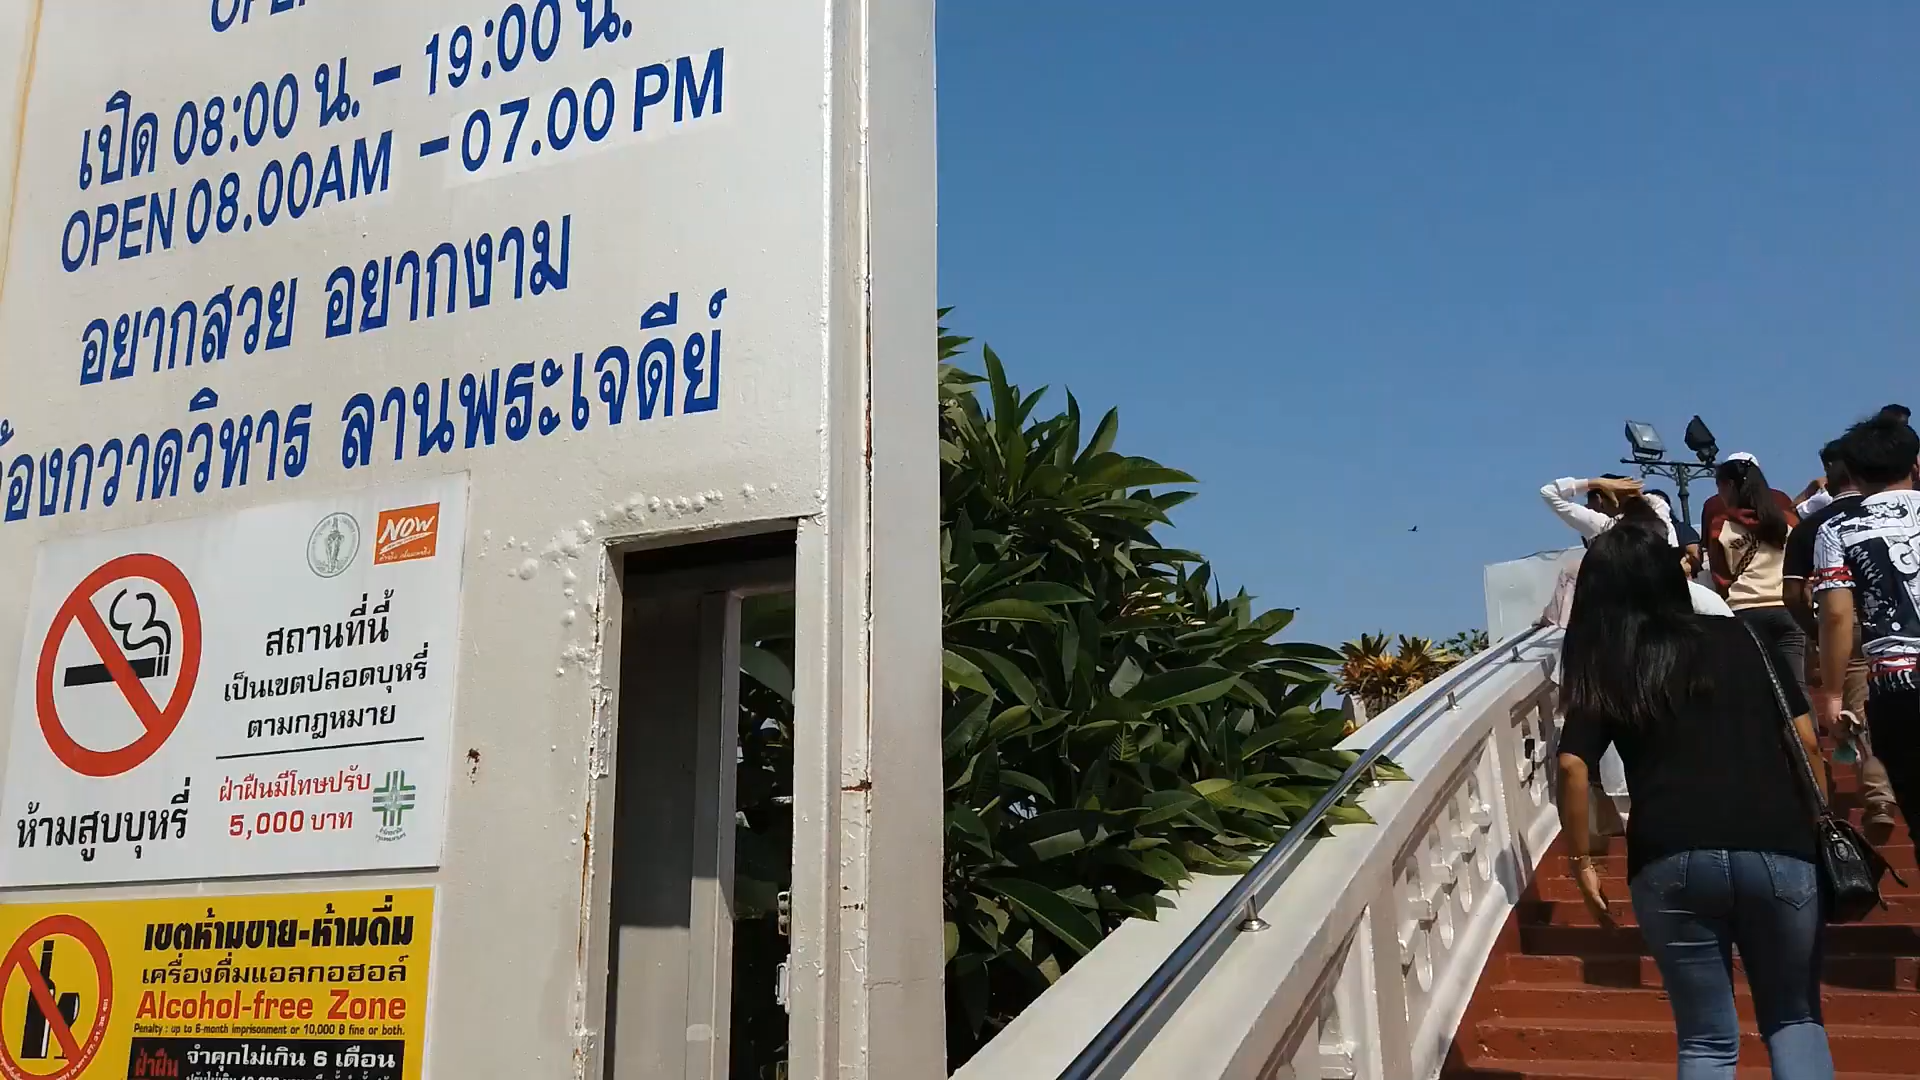 OPEN
เปิด 08:00 น. – 19:00 น.
OPEN 08.00AM – 07.00 PM
อยากสวย อยากงาม
ต้องกวาดวิหาร ลานพระเจดีย์
NOW
สถานที่นี้
เป็นเขตปลอดบุหรี่
ตามกฎหมาย
ฝ่าฝืนมีโทษปรับ
5,000 บาท
ห้ามสูบบุหรี่
เขตห้ามขาย-ห้ามดื่ม
เครื่องดื่มแอลกอฮอล์
Alcohol-free Zone
Penalty : up to 6-month imprisonment or 10,000 B fine or both.
ฝ่าฝืน จำคุกไม่เกิน 6 เดือน